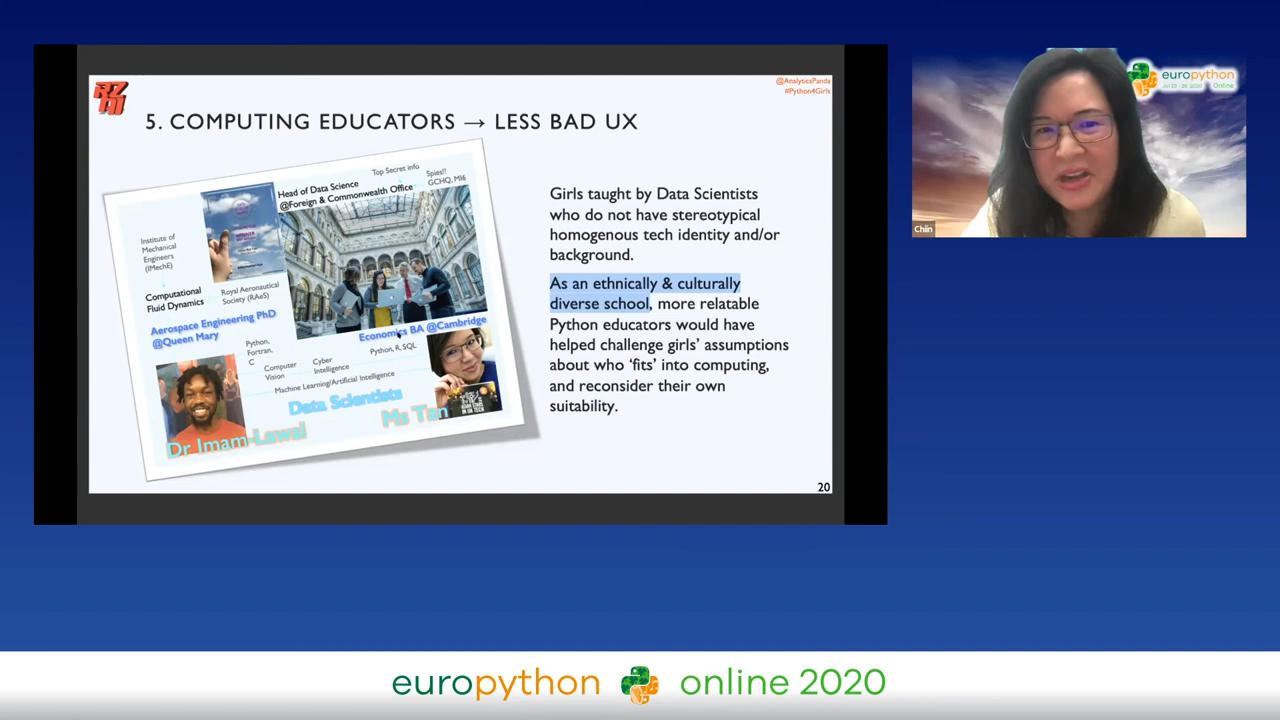 @AnalyticsPanda
#Python4Girls
5. COMPUTING EDUCATORS → LESS BAD UX
Top Secret info
Spies!!
GCHQ, MI6
Head of Data Science
@Foreign & Commonwealth Office
Institute of
Mechanical
Engineers
(IMechE)
WINNER
Computational
Fluid Dynamics
Royal Aeronautical
Society (RAeS)
Aerospace Engineering PhD
@Queen Mary
Economics BA @Cambridge
Python,
Fortran,
C
Computer
Vision
Cyber
Intelligence
Python, R, SQL
Machine Learning/Artificial Intelligence
Data Scientists
Dr Imam-Lawal
Ms Tan
Girls taught by Data Scientists
who do not have stereotypical
homogenous tech identity and/or
background.
As an ethnically & culturally
diverse school, more relatable
Python educators would have
helped challenge girls’ assumptions
about who ‘fits’ into computing,
and reconsider their own
suitability.
20
europython
Online
Chiin
europython online 2020